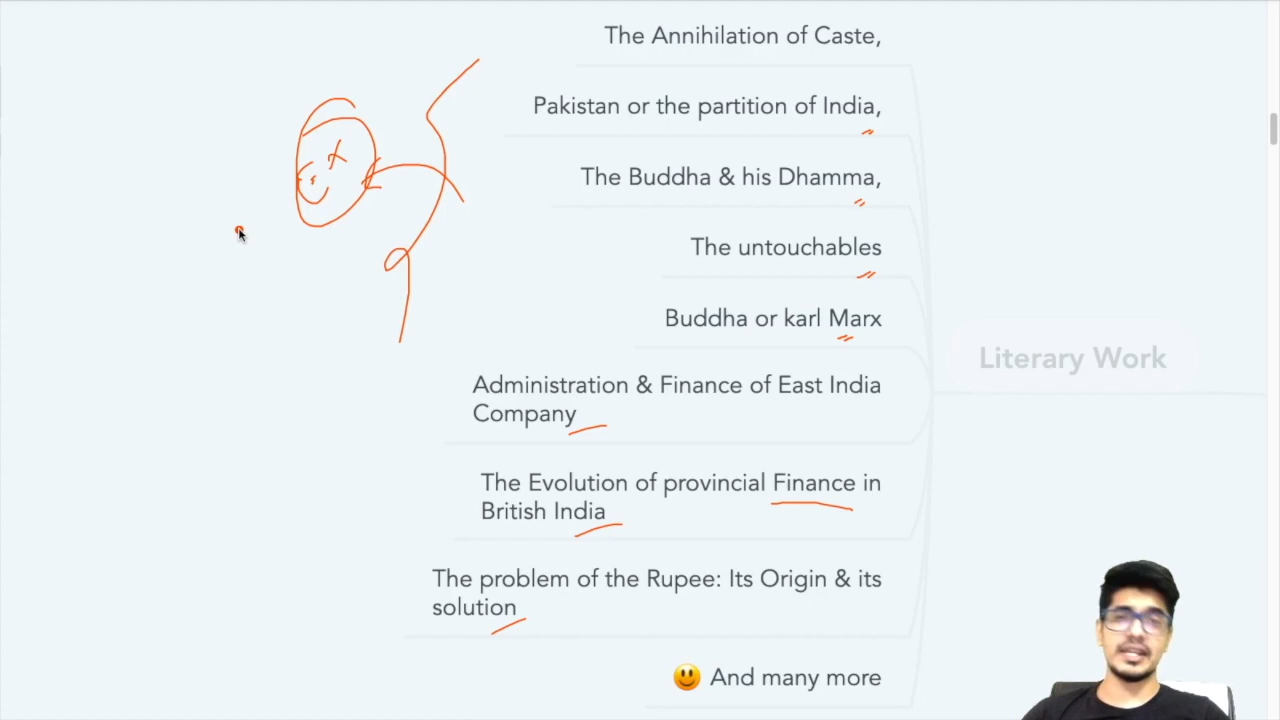 The Annihilation of Caste,
Pakistan or the partition of India,
The Buddha & his Dhamma,
The untouchables
Buddha or karl Marx
Literary Work
Administration & Finance of East India
Company
The Evolution of provincial Finance in
British India
The problem of the Rupee: Its Origin & its
solution
And many more